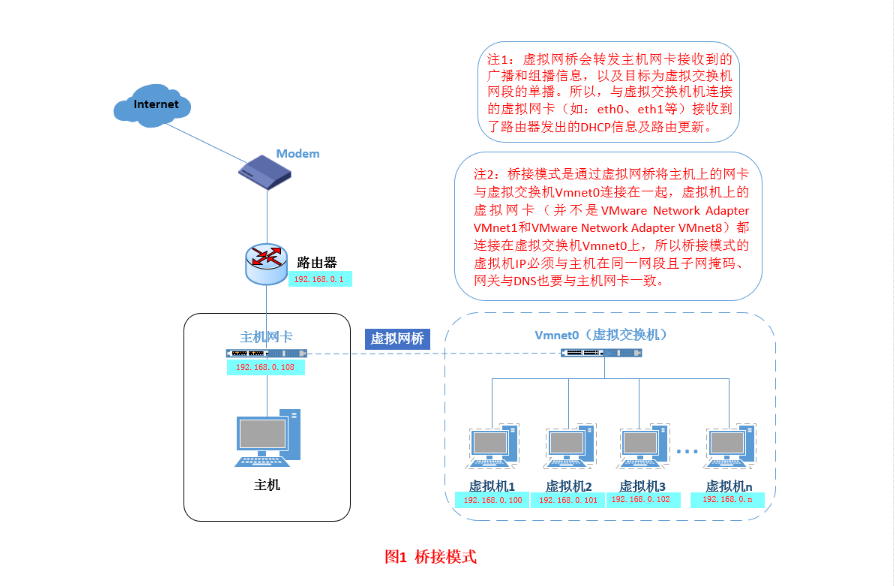 注1：虚拟网桥会转发主机网卡接收到的
广播和组播信息，以及目标为虚拟交换机
网段的单播。所以，与虚拟交换机机连接
的虚拟网卡（如：eth0、eth1等）接收到
了路由器发出的DHCP信息及路由更新。
Internet
Modem
注2：桥接模式是通过虚拟网桥将主机上的网卡
与虚拟交换机Vmnet0连接在一起，虚拟机上的
虚拟网卡（并不是VMware Network Adapter
VMnet1和VMware Network Adapter VMnet8）都
连接在虚拟交换机Vmnet0上，所以桥接模式的
虚拟机IP必须与主机在同一网段且子网掩码、
网关与DNS也要与主机网卡一致。
路由器
192.168.0.1
主机网卡
192.168.0.108
虚拟网桥
Vmnet0（虚拟交换机）
主机
虚拟机1
虚拟机2
虚拟机3
虚拟机n
192.168.0.100
192.168.0.101
192.168.0.102
192.168.0.n
图1 桥接模式